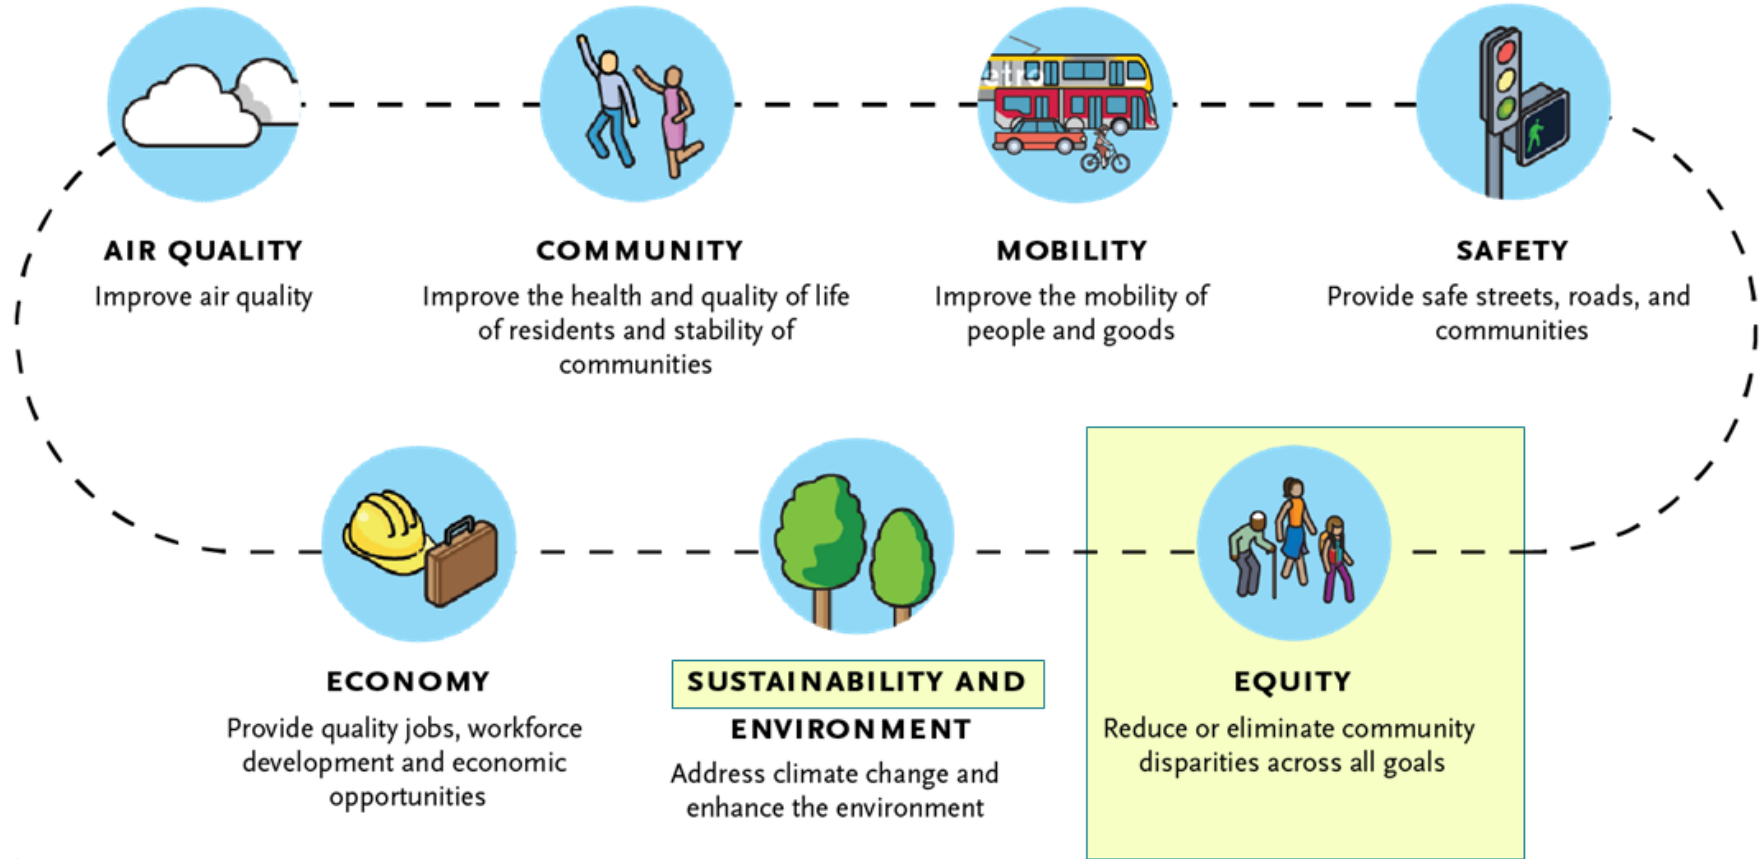 etro
AIR QUALITY
Improve air quality
COMMUNITY
Improve the health and quality of life
of residents and stability of
communities
MOBILITY
Improve the mobility of
people and goods
SAFETY
Provide safe streets, roads, and
communities
ECONOMY
Provide quality jobs, workforce
development and economic
opportunities
SUSTAINABILITY AND
ENVIRONMENT
Address climate change and
enhance the environment
EQUITY
Reduce or eliminate community
disparities across all goals